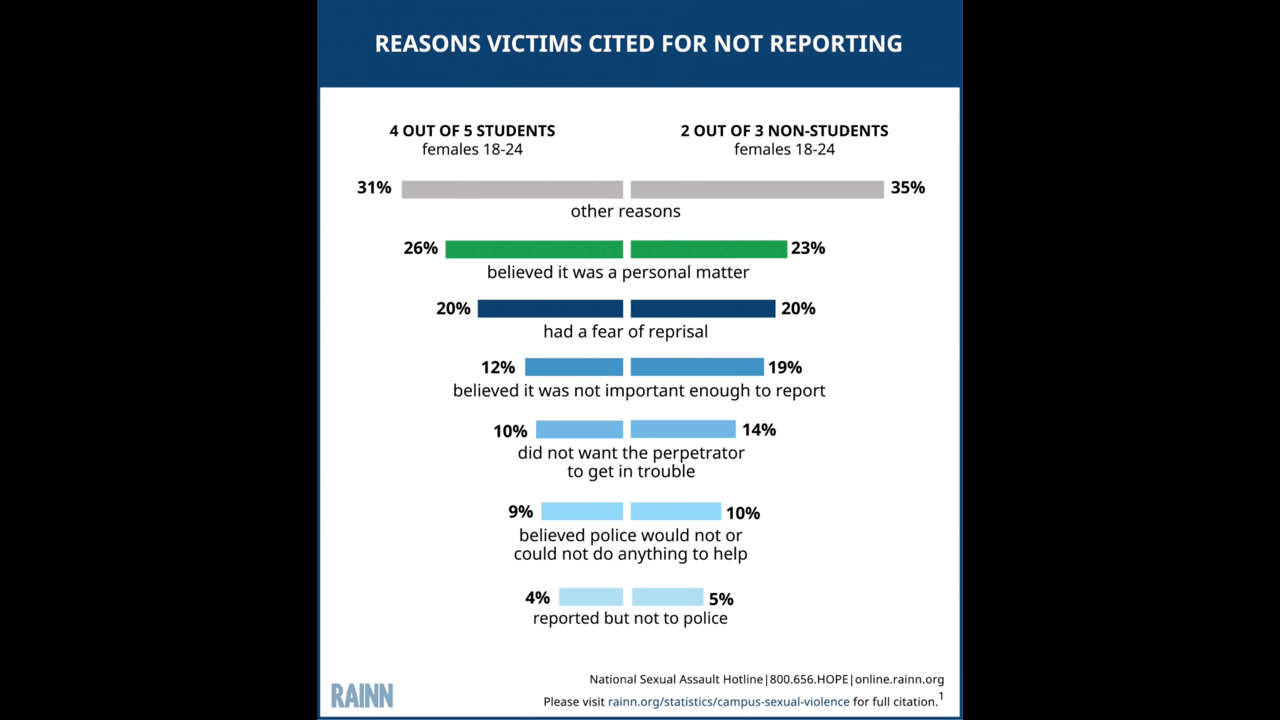 REASONS VICTIMS CITED FOR NOT REPORTING
4 OUT OF 5 STUDENTS
females 18-24
2 OUT OF 3 NON-STUDENTS
females 18-24
31% 35%
other reasons
26% 23%
believed it was a personal matter
20% 20%
had a fear of reprisal
12% 19%
believed it was not important enough to report
10% 14%
did not want the perpetrator
to get in trouble
9% 10%
believed police would not or
could not do anything to help
4% 5%
reported but not to police
National Sexual Assault Hotline|800.656.HOPE|online.rainn.org
RAINN
Please visit rainn.org/statistics/campus-sexual-violence for full citation.1